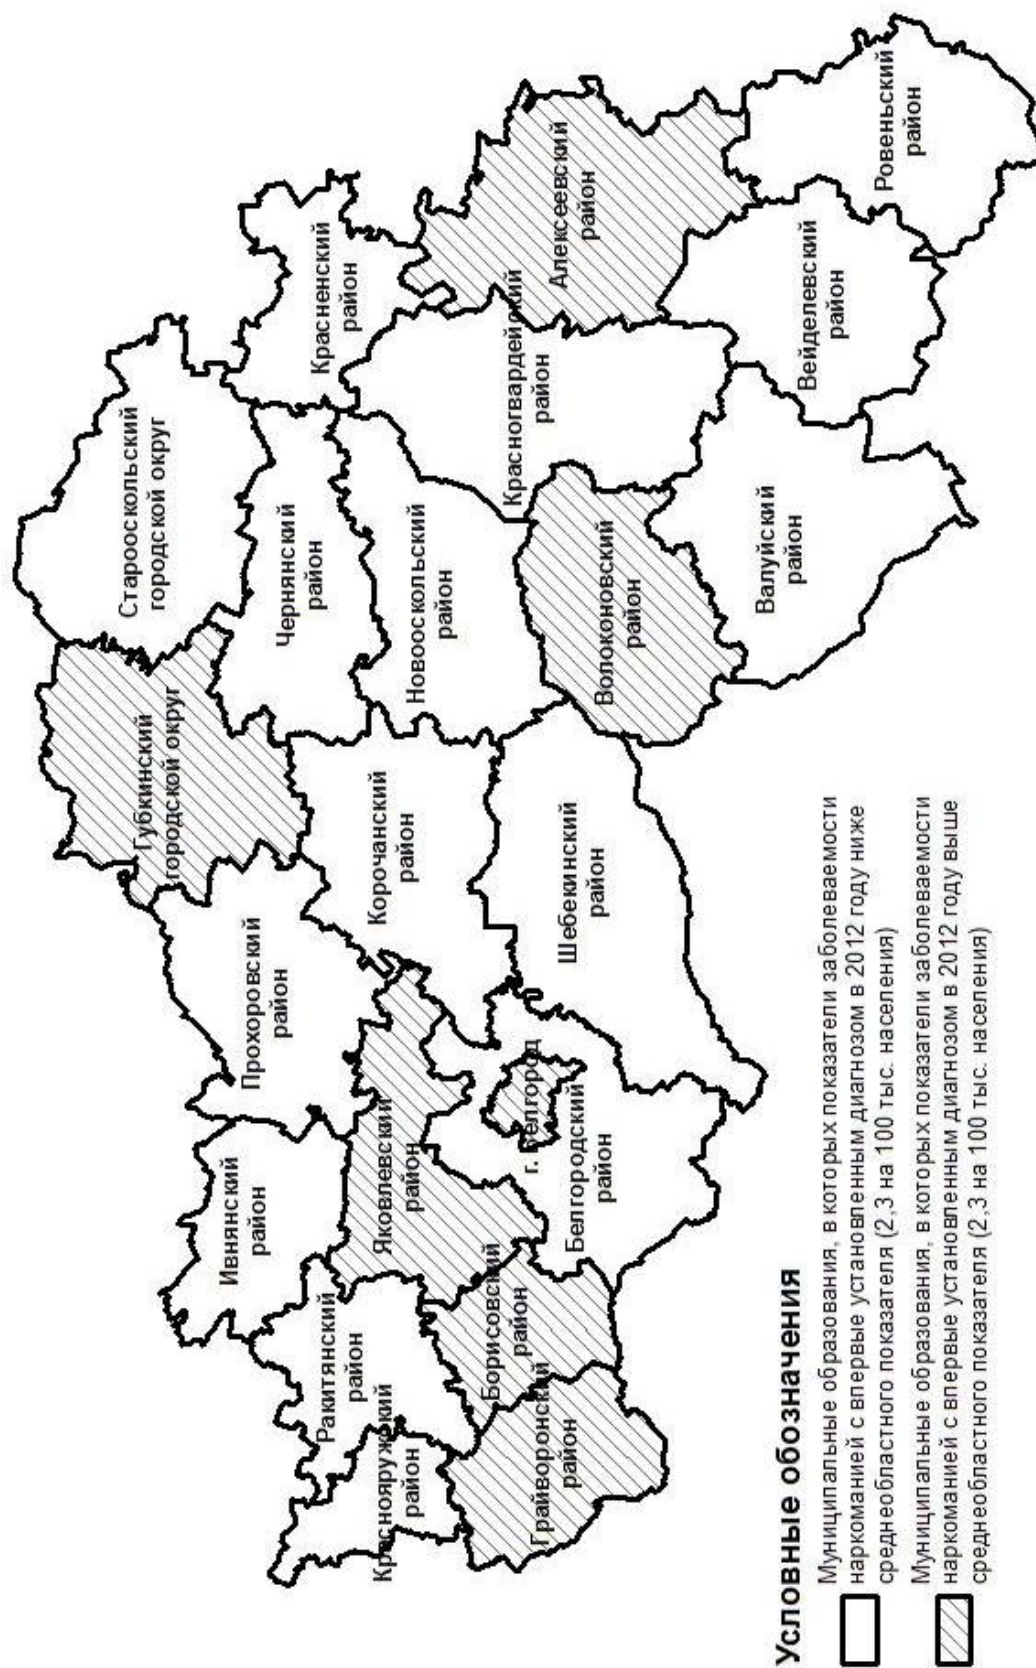 Старооскольский
городской округ
Губкинский
городской округ
Чернянский
район
Красненский
район
Прохоровский
район
Корочанский
район
Новооскольский
район
Красногвардейский
район
Алексеевский
район
Ивнянский
район
Яковлевский
район
Ракитянский
район
Краснояружский
район
Борисовский
район
Грайворонский
район
г. Белгород
Белгородский
район
Шебекинский
район
Волоконовский
район
Валуйский
район
Вейделевский
район
Ровеньский
район
Условные обозначения
Муниципальные образования, в которых показатели заболеваемости
наркоманией с впервые установленным диагнозом в 2012 году ниже
среднеобластного показателя (2,3 на 100 тыс. населения)
Муниципальные образования, в которых показатели заболеваемости
наркоманией с впервые установленным диагнозом в 2012 году выше
среднеобластного показателя (2,3 на 100 тыс. населения)